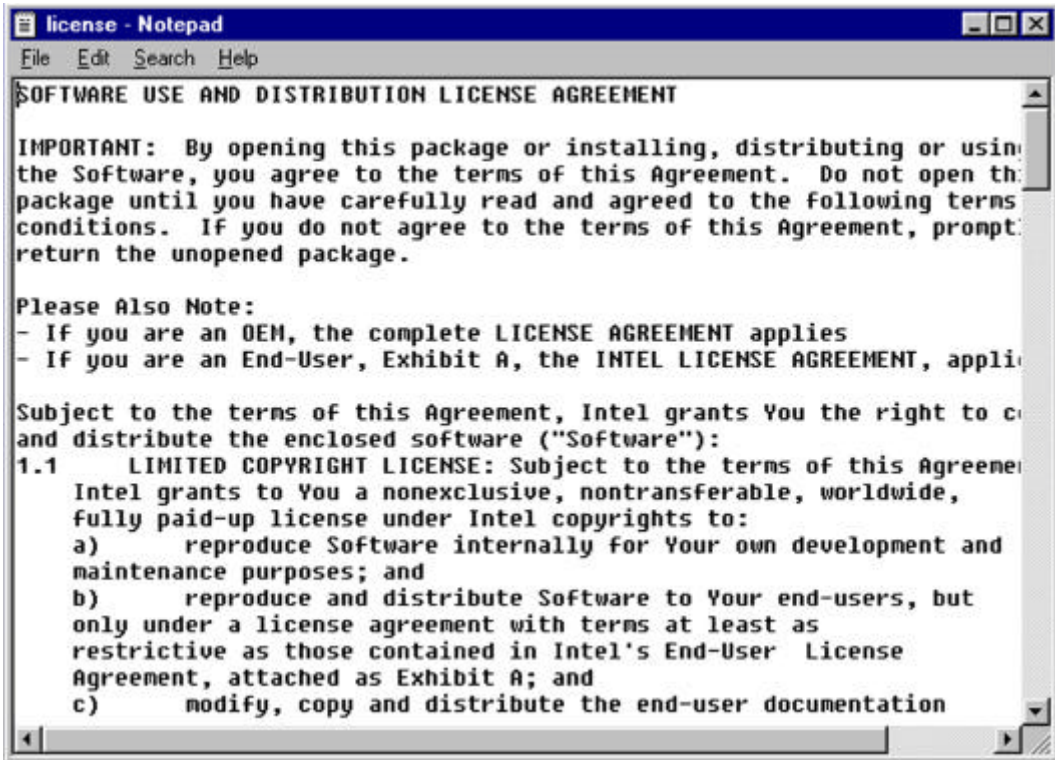 license - Notepad
File Edit Search Help
SOFTWARE USE AND DISTRIBUTION LICENSE AGREEMENT
IMPORTANT:  By opening this package or installing, distributing or
the Software, you agree to the terms of this Agreement.  Do not open
package until you have carefully read and agreed to the following terms
conditions.  If you do not agree to the terms of this Agreement,
return the unopened package.
Please Also Note:
- If you are an OEM, the complete LICENSE AGREEMENT applies
- If you are an End-User, Exhibit A, the INTEL LICENSE AGREEMENT,
Subject to the terms of this Agreement, Intel grants You the right to
and distribute the enclosed software ("Software"):
1.1 LIMITED COPYRIGHT LICENSE: Subject to the terms of this
Intel grants to You a nonexclusive, nontransferable, worldwide,
fully paid-up license under Intel copyrights to:
a) reproduce Software internally for Your own development and
maintenance purposes; and
b) reproduce and distribute Software to Your end-users, but
only under a license agreement with terms at least as
restrictive as those contained in Intel's End-User  License
Agreement, attached as Exhibit A; and
c) modify, copy and distribute the end-user documentation